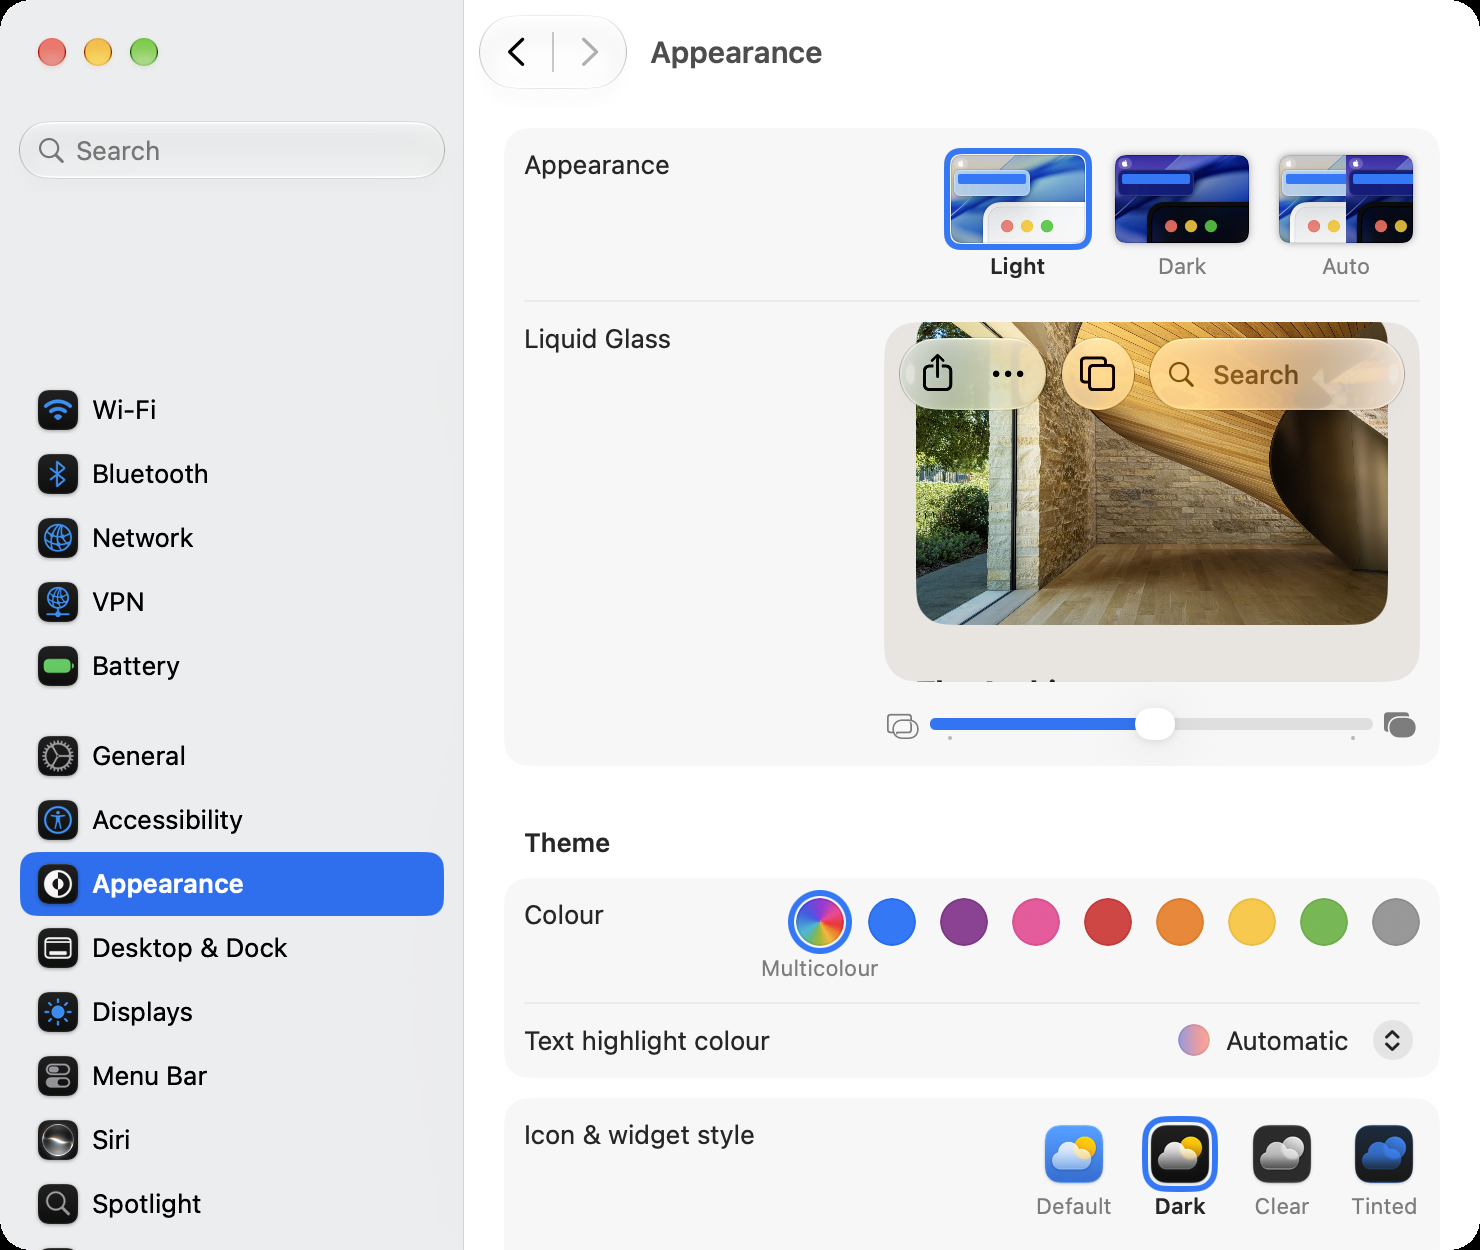 Appearance
Search
Wi-Fi
Bluetooth
Network
VPN
Battery
General
Accessibility
Appearance
Desktop & Dock
Displays
Menu Bar
Siri
Spotlight
Appearance
Light
Dark
Auto
Liquid Glass
Search
Theme
Colour
Multicolour
Text highlight colour
Automatic
Icon & widget style
Default
Dark
Clear
Tinted